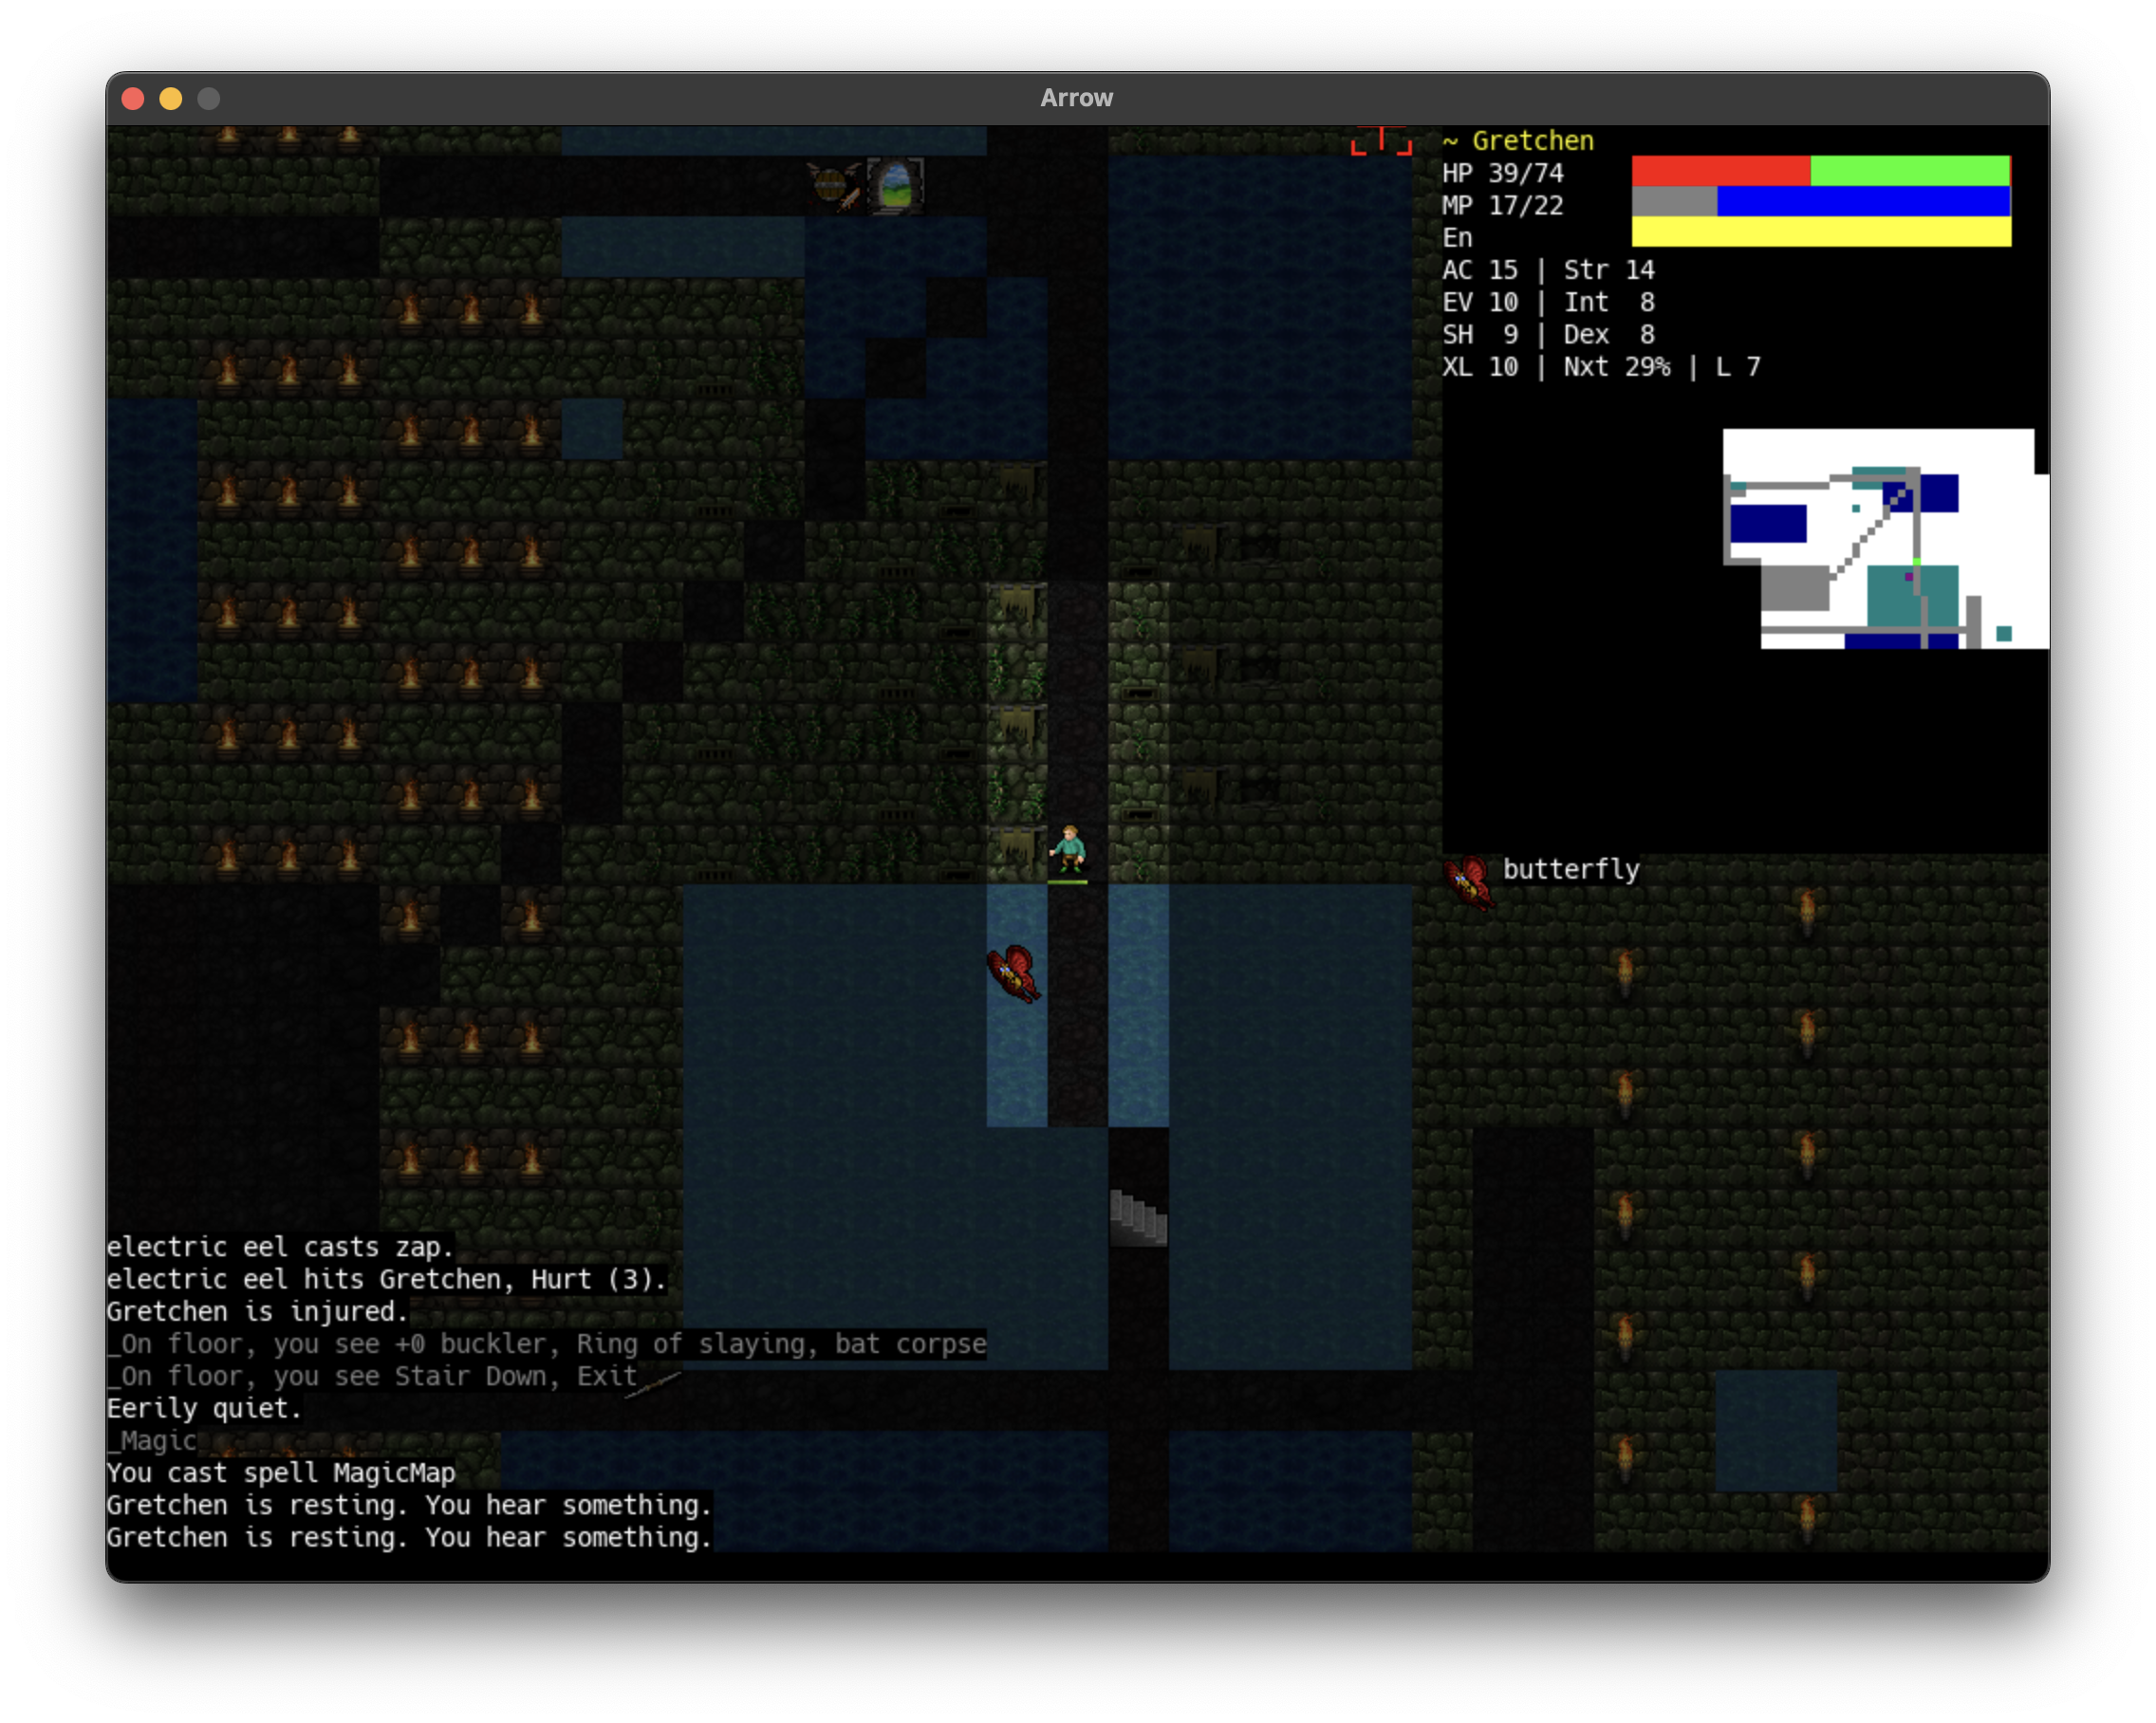 Arrow
~ Gretchen
HP 39/74
MP 17/22
En
AC 15 | Str 14
EV 10 | Int  8
SH  9 | Dex  8
XL 10 | Nxt 29% | L 7
butterfly
electric eel casts zap.
electric eel hits Gretchen, Hurt (3).
Gretchen is injured.
_On floor, you see +0 buckler, Ring of slaying, bat corpse
_On floor, you see Stair Down, Exit
Eerily quiet.
_Magic
You cast spell MagicMap
Gretchen is resting. You hear something.
Gretchen is resting. You hear something.